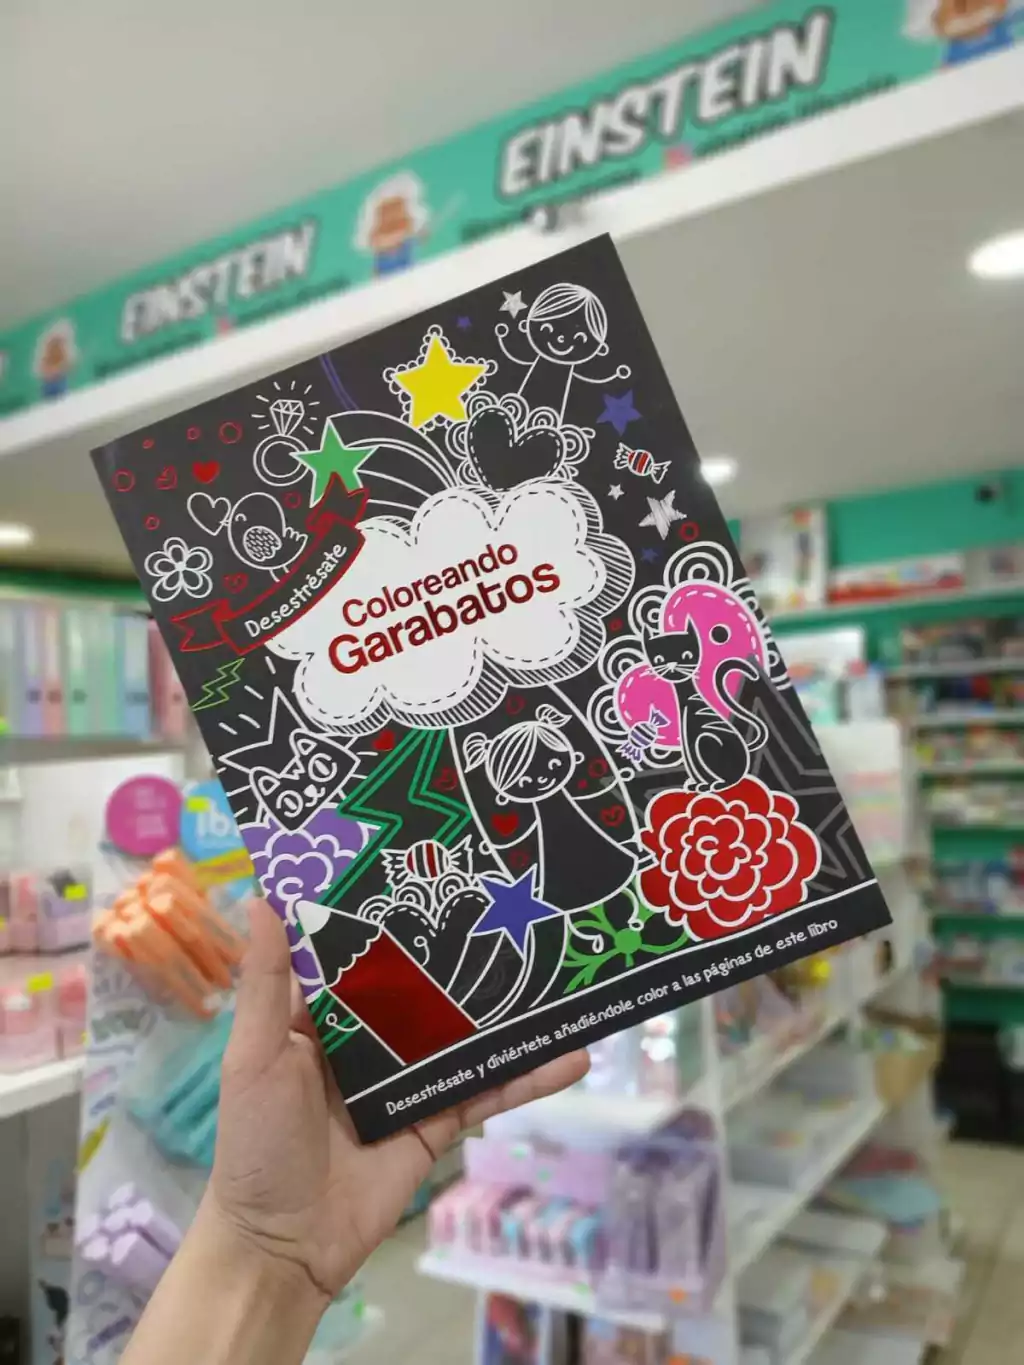 EINSTEIN
EINSTEIN
Desestrésate
Coloreando
Garabatos
Desestrésate y diviértete añadiéndole color a las páginas de este libro